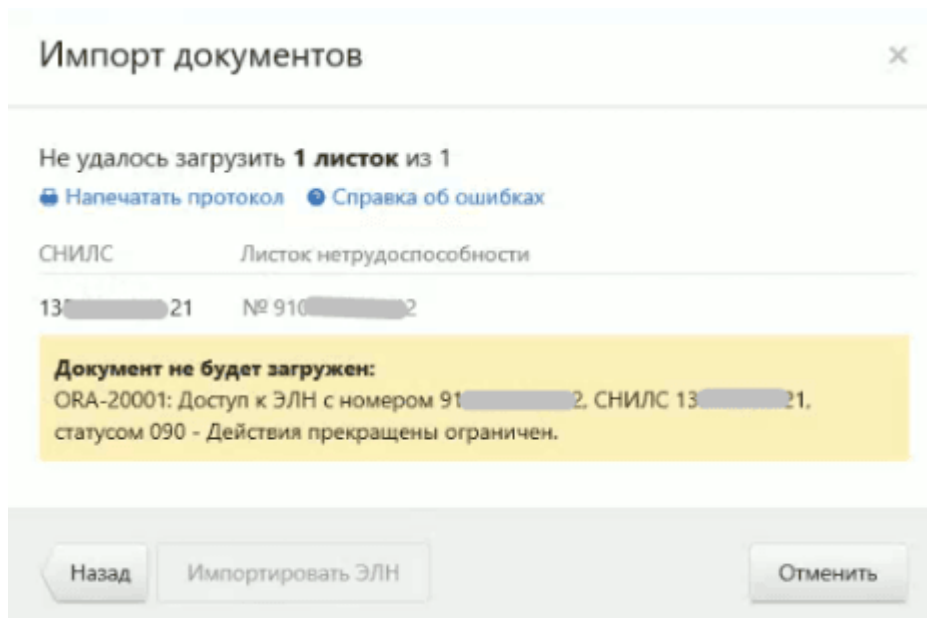 Импорт документов
Не удалось загрузить 1 листок из 1
Напечатать протокол Справка об ошибках
СНИЛС Листок нетрудоспособности
13 21 № 910 2
Документ не будет загружен:
ORA-20001: Доступ к ЭЛН с номером 91 2, СНИЛС 13 21,
статусом 090 - Действия прекращены ограничен.
Назад Импортировать ЭЛН Отменить